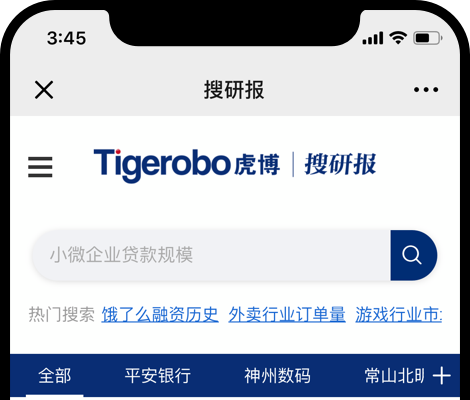 3:45
搜研报
Tigerobo虎博 | 搜研报
小微企业贷款规模
热门搜索 饿了么融资历史 外卖行业订单量 游戏行业市
全部 平安银行 神州数码 常山北